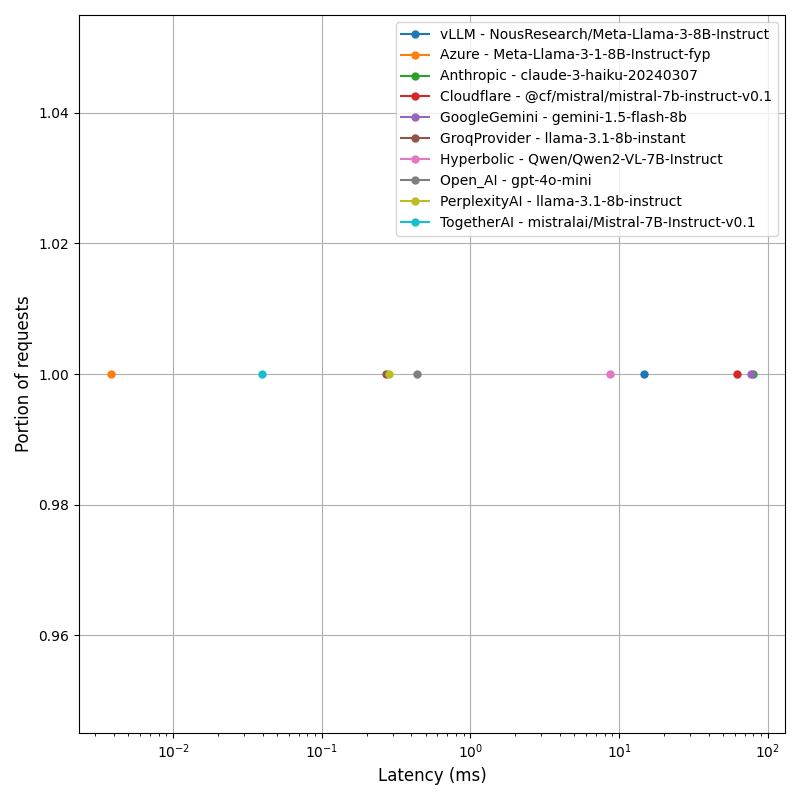 vLLM - NousResearch/Meta-Llama-3-8B-Instruct
Azure - Meta-Llama-3-1-8B-Instruct-fyp
Anthropic - claude-3-haiku-20240307
Cloudflare - @cf/mistral/mistral-7b-instruct-v0.1
GoogleGemini - gemini-1.5-flash-8b
GroqProvider - llama-3.1-8b-instant
Hyperbolic - Qwen/Qwen2-VL-7B-Instruct
Open_AI - gpt-4o-mini
PerplexityAI - llama-3.1-8b-instruct
TogetherAI - mistralai/Mistral-7B-Instruct-v0.1
1.04
1.02
1.00
0.98
0.96
Portion of requests
10⁻² 10⁻¹ 10⁰ 10¹ 10²
Latency (ms)